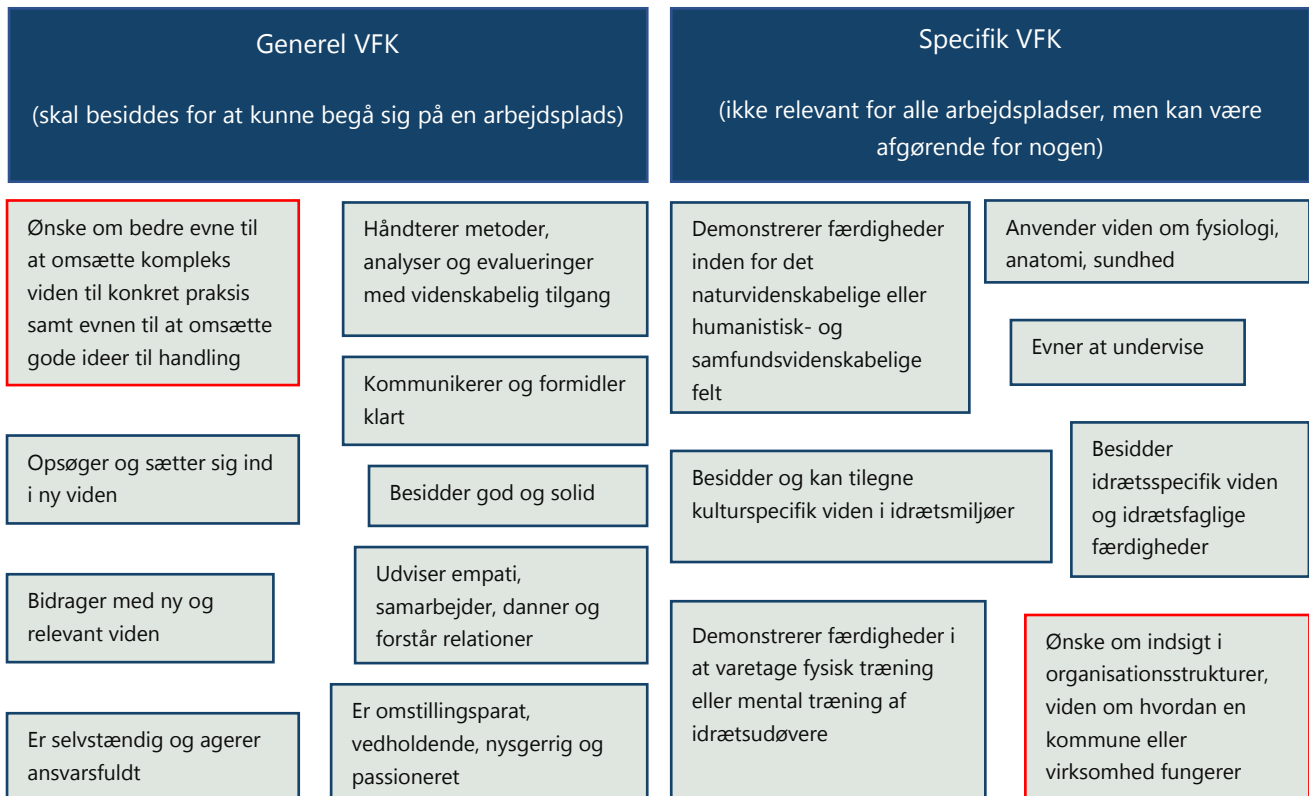 Generel VFK
(skal besiddes for at kunne begå sig på en arbejdsplads)
Ønske om bedre evne til
at omsætte kompleks
viden til konkret praksis
samt evnen til at omsætte
gode ideer til handling
Opsøger og sætter sig ind
i ny viden
Bidrager med ny og
relevant viden
Er selvstændig og agerer
ansvarsfuldt
Håndterer metoder,
analyser og evalueringer
med videnskabelig tilgang
Kommunikerer og formidler
klart
Besidder god og solid
Udviser empati,
samarbejder, danner og
forstår relationer
Er omstillingsparat,
vedholdende, nysgerrig og
passioneret
Specifik VFK
(ikke relevant for alle arbejdspladser, men kan være
afgørende for nogen)
Demonstrerer færdigheder
inden for det
naturvidenskabelige eller
humanistisk- og
samfundsvidenskabelige
felt
Besidder og kan tilegne
kulturspecifik viden i idrætsmiljøer
Demonstrerer færdigheder i
at varetage fysisk træning
eller mental træning af
idrætsudøvere
Anvender viden om fysiologi,
anatomi, sundhed
Evner at undervise
Besidder
idrætsspecifik viden
og idrætsfaglige
færdigheder
Ønske om indsigt i
organisationsstrukturer,
viden om hvordan en
kommune eller
virksomhed fungerer